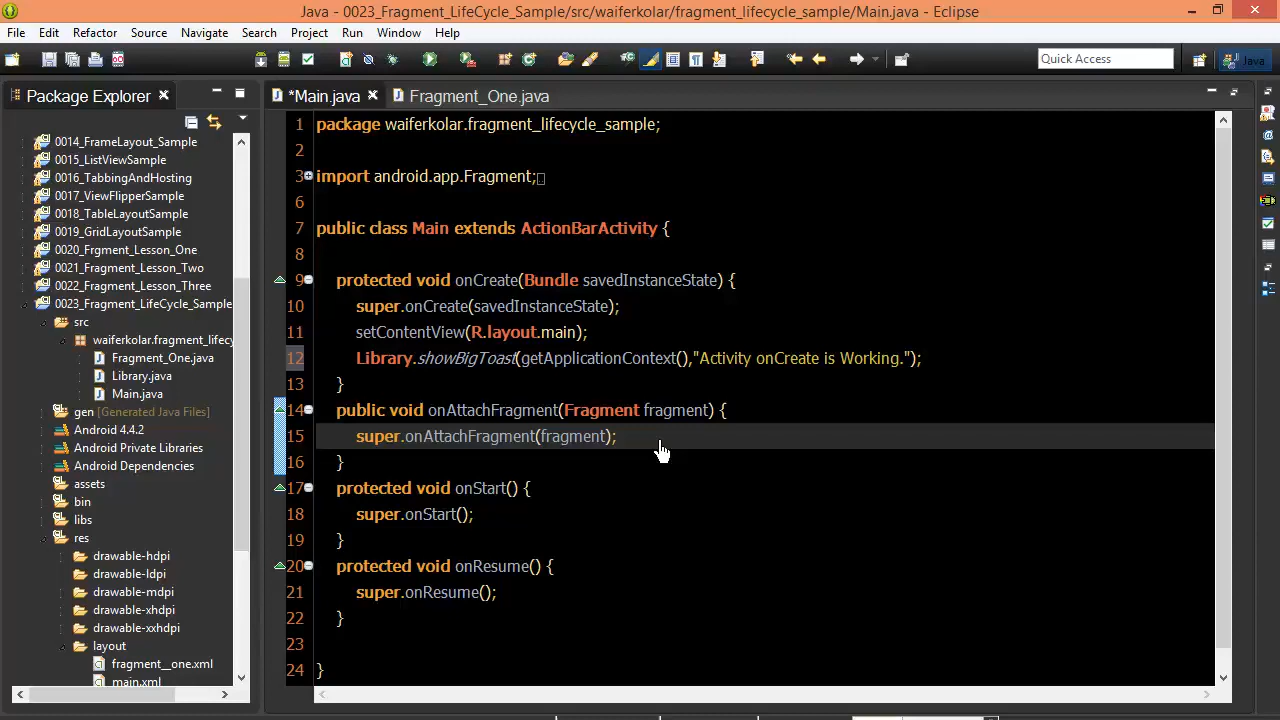 Java - 0023_Fragment_LifeCycle_Sample/src/waiferkolar/fragment_lifecycle_sample/Main.java - Eclipse
File Edit Refactor Source Navigate Search Project Run Window Help
Quick Access
Java
Package Explorer
*Main.java
Fragment_One.java
0014_FrameLayout_Sample
0015_ListViewSample
0016_TabbingAndHosting
0017_ViewFlipperSample
0018_TableLayoutSample
0019_GridLayoutSample
0020_Frgment_Lesson_One
0021_Fragment_Lesson_Two
0022_Fragment_Lesson_Three
0023_Fragment_LifeCycle_Sample
src
waiferkolar.fragment_lifecy
Fragment_One.java
Library.java
Main.java
gen [Generated Java Files]
Android 4.4.2
Android Private Libraries
Android Dependencies
assets
bin
libs
res
drawable-hdpi
drawable-ldpi
drawable-mdpi
drawable-xhdpi
drawable-xxhdpi
layout
fragment__one.xml
main.xml
1 package waiferkolar.fragment_lifecycle_sample;
2
3 import android.app.Fragment;
6
7 public class Main extends ActionBarActivity {
8
9 protected void onCreate(Bundle savedInstanceState) {
10 super.onCreate(savedInstanceState);
11 setContentView(R.layout.main);
12 Library.showBigToast(getApplicationContext(),"Activity onCreate is Working.");
13 }
14 public void onAttachFragment(Fragment fragment) {
15 super.onAttachFragment(fragment);
16 }
17 protected void onStart() {
18 super.onStart();
19 }
20 protected void onResume() {
21 super.onResume();
22 }
23
24 }